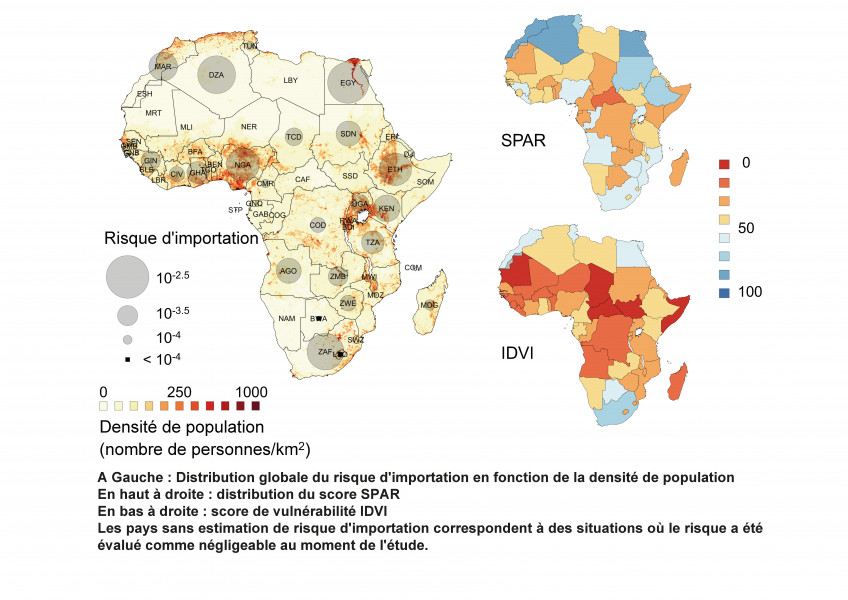 TUN
MAR
DZA
LBY
EGY
ESH
MRT
MLI
NER
TCD
SDN
ERI
SEN
GMB
GNB
GIN
SLE
LBR
CIV
BFA
GHA
BEN
NGA
CMR
CAF
SSD
ETH
DJI
SOM
STP
GNQ
GAB
COG
COD
UGA
KEN
RWA
BDI
TZA
COM
AGO
ZMB
MWI
MOZ
ZWE
MDG
NAM
BWA
SWZ
ZAF
LSO
Risque d'importation
10-2.5
10-3.5
10-4
< 10-4
0 250 1000
Densité de population
(nombre de personnes/km2)
SPAR
0
50
100
IDVI
A Gauche : Distribution globale du risque d'importation en fonction de la densité de population
En haut à droite : distribution du score SPAR
En bas à droite : score de vulnérabilité IDVI
Les pays sans estimation de risque d'importation correspondent à des situations où le risque a été
évalué comme négligeable au moment de l'étude.